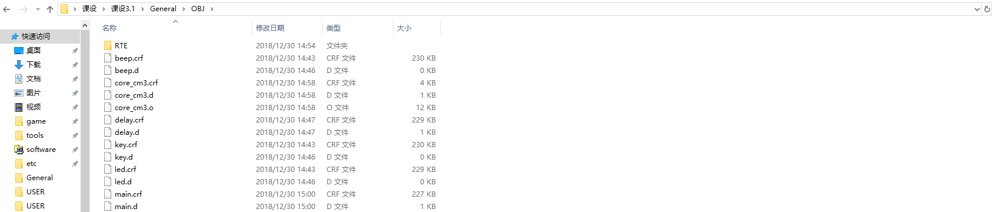 课设 课设3.1 General OBJ
快速访问
桌面
下载
文档
图片
视频
game
tools
software
etc
General
USER
USER
名称 修改日期 类型 大小
RTE 2018/12/30 14:54 文件夹
beep.crf 2018/12/30 14:43 CRF 文件 230 KB
beep.d 2018/12/30 14:46 D 文件 0 KB
core_cm3.crf 2018/12/30 14:58 CRF 文件 4 KB
core_cm3.d 2018/12/30 14:58 D 文件 1 KB
core_cm3.o 2018/12/30 14:58 O 文件 12 KB
delay.crf 2018/12/30 14:47 CRF 文件 229 KB
delay.d 2018/12/30 14:47 D 文件 1 KB
key.crf 2018/12/30 14:43 CRF 文件 230 KB
key.d 2018/12/30 14:46 D 文件 0 KB
led.crf 2018/12/30 14:43 CRF 文件 229 KB
led.d 2018/12/30 14:46 D 文件 0 KB
main.crf 2018/12/30 15:00 CRF 文件 227 KB
main.d 2018/12/30 15:00 D 文件 1 KB